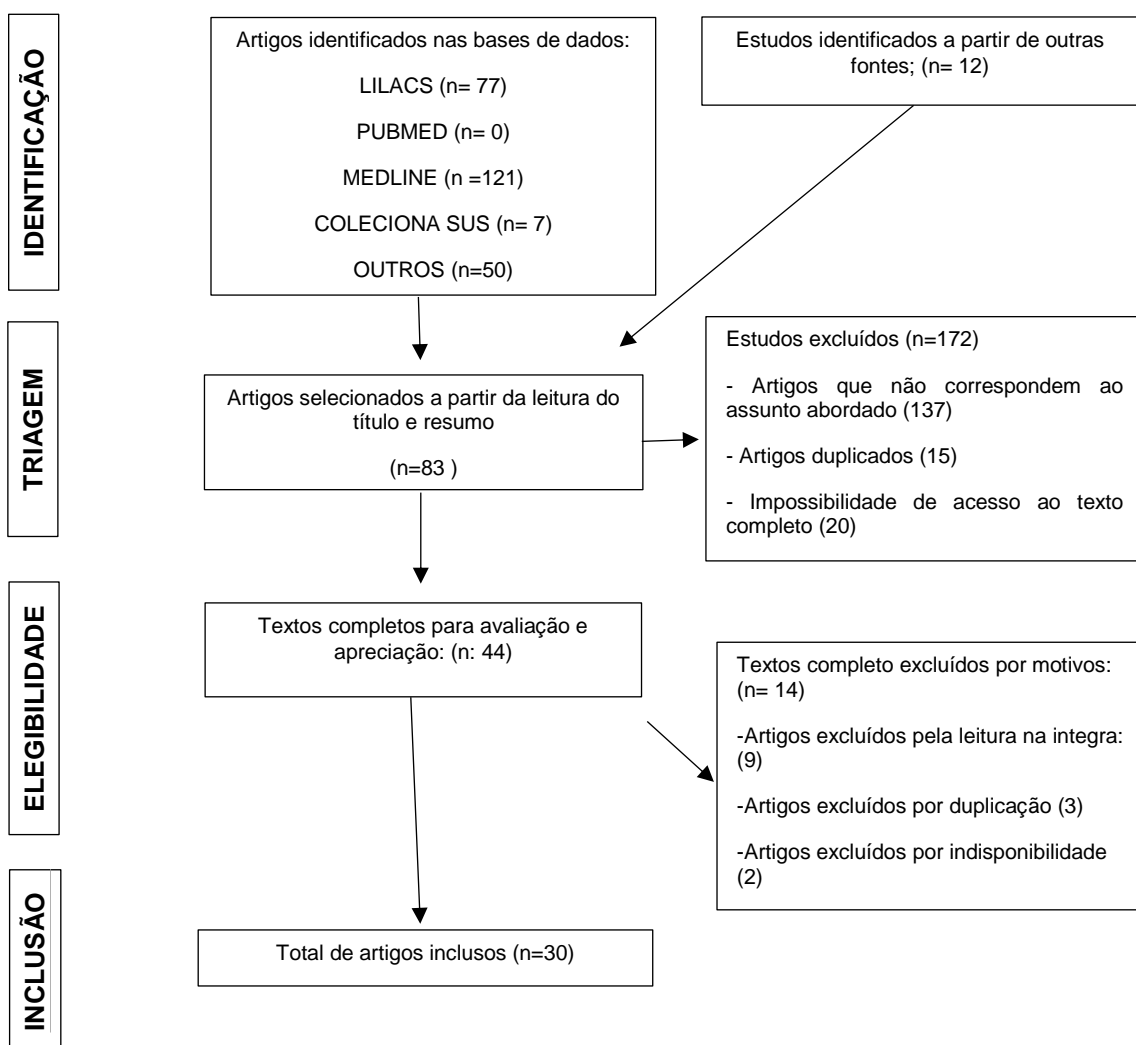 IDENTIFICAÇÃO
Artigos identificados nas bases de dados:
LILACS (n= 77)
PUBMED (n= 0)
MEDLINE (n =121)
COLECIONA SUS (n= 7)
OUTROS (n=50)
Estudos identificados a partir de outras
fontes; (n= 12)
TRIAGEM
Artigos selecionados a partir da leitura do
título e resumo
(n=83 )
Estudos excluídos (n=172)
- Artigos que não correspondem ao
assunto abordado (137)
- Artigos duplicados (15)
- Impossibilidade de acesso ao texto
completo (20)
ELEGIBILIDADE
Textos completos para avaliação e
apreciação: (n: 44)
Textos completo excluídos por motivos:
(n= 14)
-Artigos excluídos pela leitura na integra:
(9)
-Artigos excluídos por duplicação (3)
-Artigos excluídos por indisponibilidade
(2)
INCLUSÃO
Total de artigos inclusos (n=30)